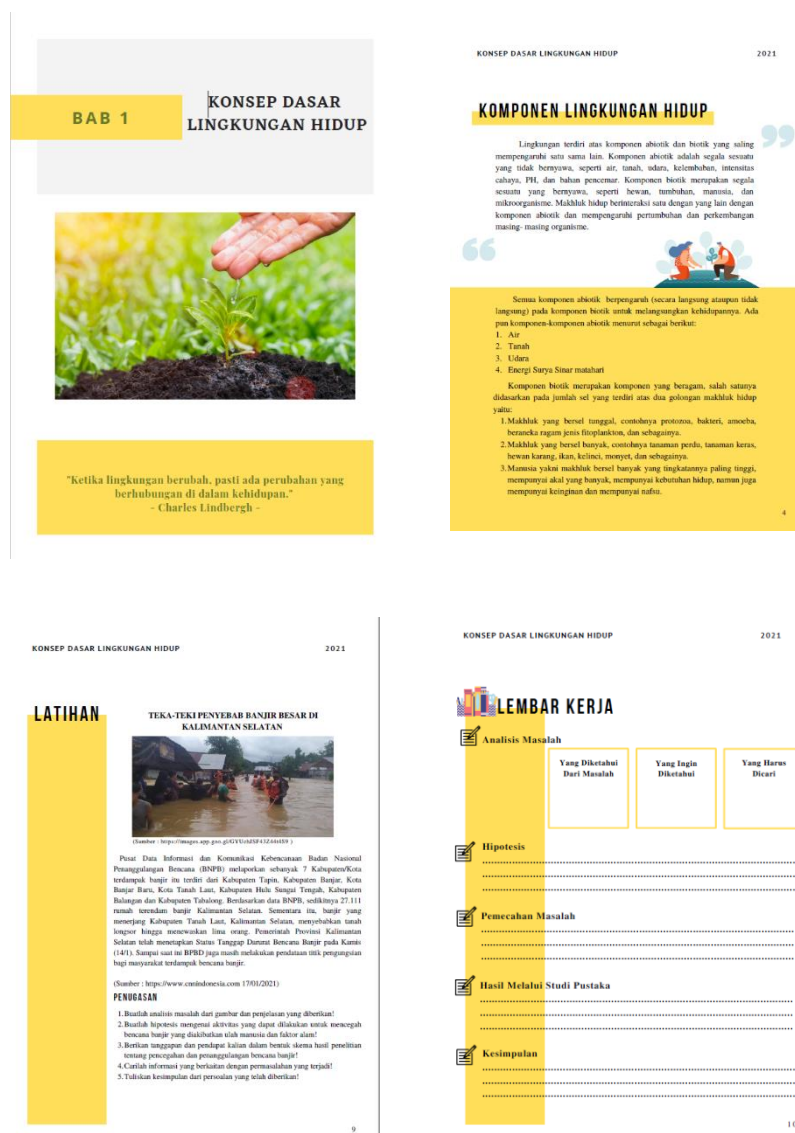 BAB 1
KONSEP DASAR
LINGKUNGAN HIDUP
"Ketika lingkungan berubah, pasti ada perubahan yang
berhubungan di dalam kehidupan."
- Charles Lindbergh -
KONSEP DASAR LINGKUNGAN HIDUP 2021
KOMPONEN LINGKUNGAN HIDUP
Lingkungan terdiri atas komponen abiotik dan biotik yang saling
mempengaruhi satu sama lain. Komponen abiotik adalah segala sesuatu
yang tidak bernyawa, seperti air, tanah, udara, kelembaban, intensitas
cahaya, PH, dan bahan pencemar. Komponen biotik merupakan segala
sesuatu yang bernyawa, seperti hewan, tumbuhan, manusia, dan
mikroorganisme. Makhluk hidup berinteraksi satu dengan yang lain dengan
komponen abiotik dan mempengaruhi pertumbuhan dan perkembangan
masing- masing organisme.
Semua komponen abiotik berpengaruh (secara langsung ataupun tidak
langsung) pada komponen biotik untuk melangsungkan kehidupannya. Ada
pun komponen-komponen abiotik menurut sebagai berikut:
1. Air
2. Tanah
3. Udara
4. Energi Surya Sinar matahari
Komponen biotik merupakan komponen yang beragam, salah satunya
didasarkan pada jumlah sel yang terdiri atas dua golongan makhluk hidup
yaitu:
1.Makhluk yang bersel tunggal, contohnya protozoa, bakteri, amoeba,
beraneka ragam jenis fitoplankton, dan sebagainya.
2.Makhluk yang bersel banyak, contohnya tanaman perdu, tanaman keras,
hewan karang, ikan, kelinci, monyet, dan sebagainya.
3.Manusia yakni makhluk bersel banyak yang tingkatannya paling tinggi,
mempunyai akal yang banyak, mempunyai kebutuhan hidup, namun juga
mempunyai keinginan dan mempunyai nafsu.
4
KONSEP DASAR LINGKUNGAN HIDUP 2021
LATIHAN
TEKA-TEKI PENYEBAB BANJIR BESAR DI
KALIMANTAN SELATAN
(Sumber : https://images.app.goo.gl/
Pusat Data Informasi dan Komunikasi Kebencanaan Badan Nasional
Penanggulangan Bencana (BNPB) melaporkan sebanyak 7 Kabupaten/Kota
terdampak banjir itu terdiri dari Kabupaten Tapin, Kabupaten Banjar, Kota
Banjar Baru, Kota Tanah Laut, Kabupaten Hulu Sungai Tengah, Kabupaten
Balangan dan Kabupaten Tabalong. Berdasarkan data BNPB, sedikitnya 27.111
rumah terendam banjir Kalimantan Selatan. Sementara itu, banjir yang
menerjang Kabupaten Tanah Laut, Kalimantan Selatan, menyebabkan tanah
longsor hingga menewaskan lima orang. Pemerintah Provinsi Kalimantan
Selatan telah menetapkan Status Tanggap Darurat Bencana Banjir pada Kamis
(14/1). Sampai saat ini BPBD juga masih melakukan pendataan titik pengungsian
bagi masyarakat terdampak bencana banjir.
(Sumber : https://www.cnnindonesia.com 17/01/2021)
PENUGASAN
1.Buatlah analisis masalah dari gambar dan penjelasan yang diberikan!
2.Buatlah hipotesis mengenai aktivitas yang dapat dilakukan untuk mencegah
bencana banjir yang diakibatkan ulah manusia dan faktor alam!
3.Berikan tanggapan dan pendapat kalian dalam bentuk skema hasil penelitian
tentang pencegahan dan penanggulangan bencana banjir!
4.Carilah informasi yang berkaitan dengan permasalahan yang terjadi!
5.Tuliskan kesimpulan dari persoalan yang telah diberikan!
9
KONSEP DASAR LINGKUNGAN HIDUP 2021
LEMBAR KERJA
Analisis Masalah
Yang Diketahui
Dari Masalah
Yang Ingin
Diketahui
Yang Harus
Dicari
Hipotesis
Pemecahan Masalah
Hasil Melalui Studi Pustaka
Kesimpulan